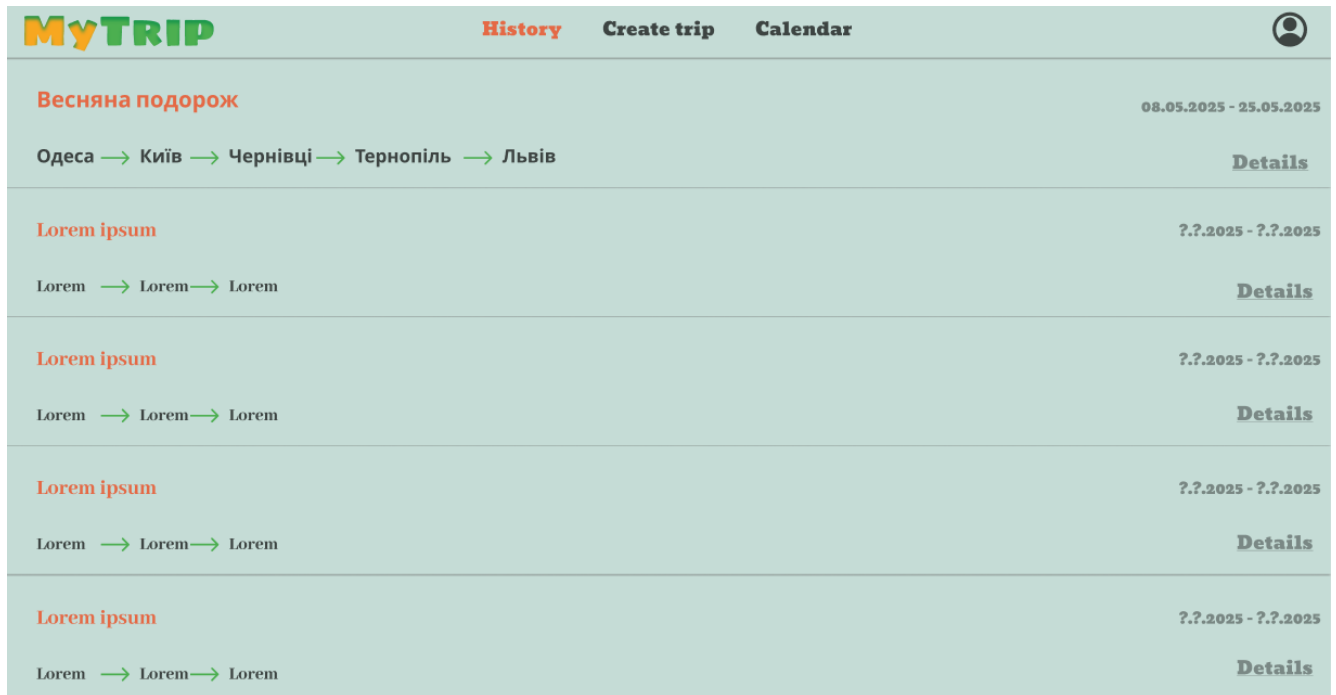 MyTRIP History Create trip Calendar
Весняна подорож 08.05.2025 - 25.05.2025
Одеса → Київ → Чернівці → Тернопіль → Львів Details
Lorem ipsum ?.?.2025 - ?.?.2025
Lorem → Lorem → Lorem Details
Lorem ipsum ?.?.2025 - ?.?.2025
Lorem → Lorem → Lorem Details
Lorem ipsum ?.?.2025 - ?.?.2025
Lorem → Lorem → Lorem Details
Lorem ipsum ?.?.2025 - ?.?.2025
Lorem → Lorem → Lorem Details